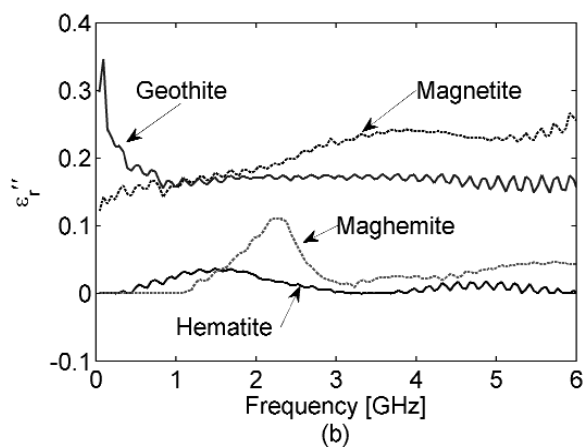 0.4
Geothite
Magnetite
0.3
0.2
εr′′
0.1
Maghemite
0
Hematite
-0.1
0 1 2 3 4 5 6
Frequency [GHz]
(b)